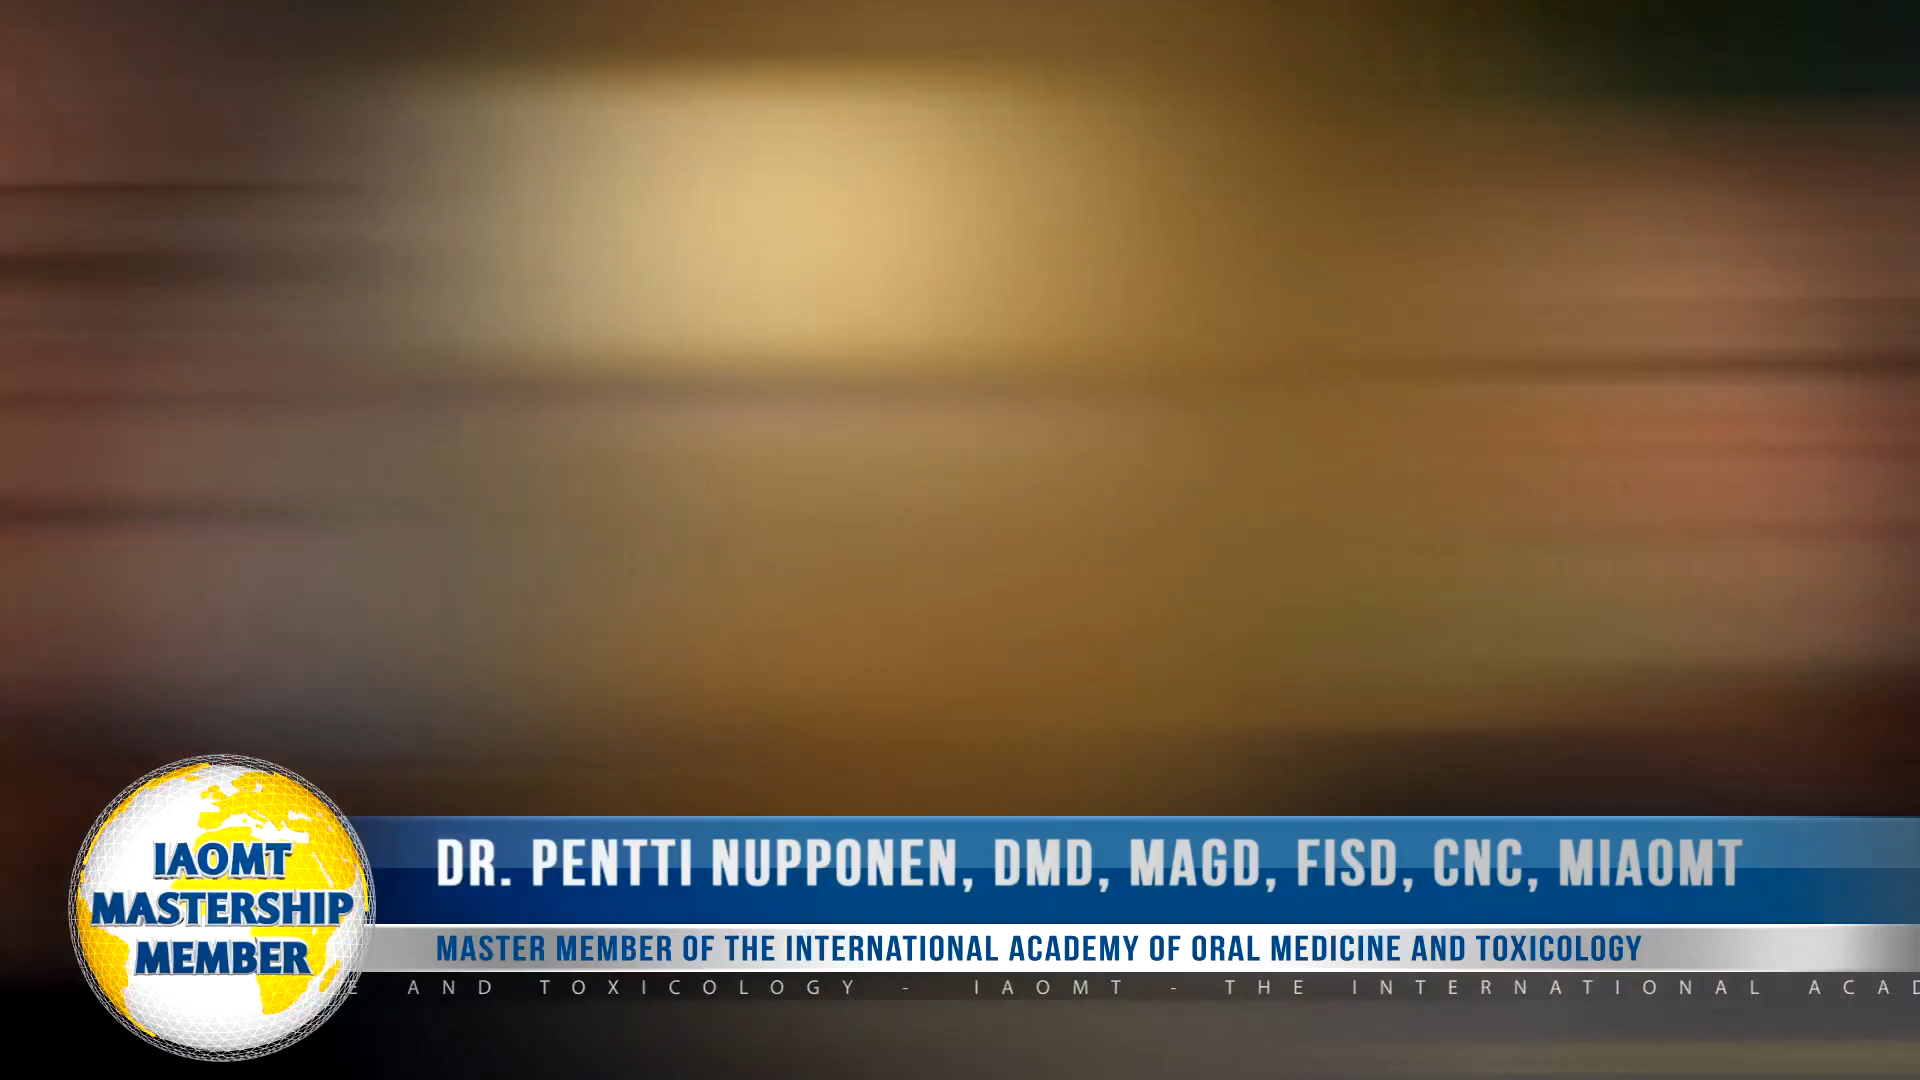 IAOMT
MASTERSHIP
MEMBER
DR. PENTTI NUPPONEN, DMD, MAGD, FISD, CNC, MIAOMT
MASTER MEMBER OF THE INTERNATIONAL ACADEMY OF ORAL MEDICINE AND TOXICOLOGY
AND TOXICOLOGY - IAOMT - THE INTERNATIONAL